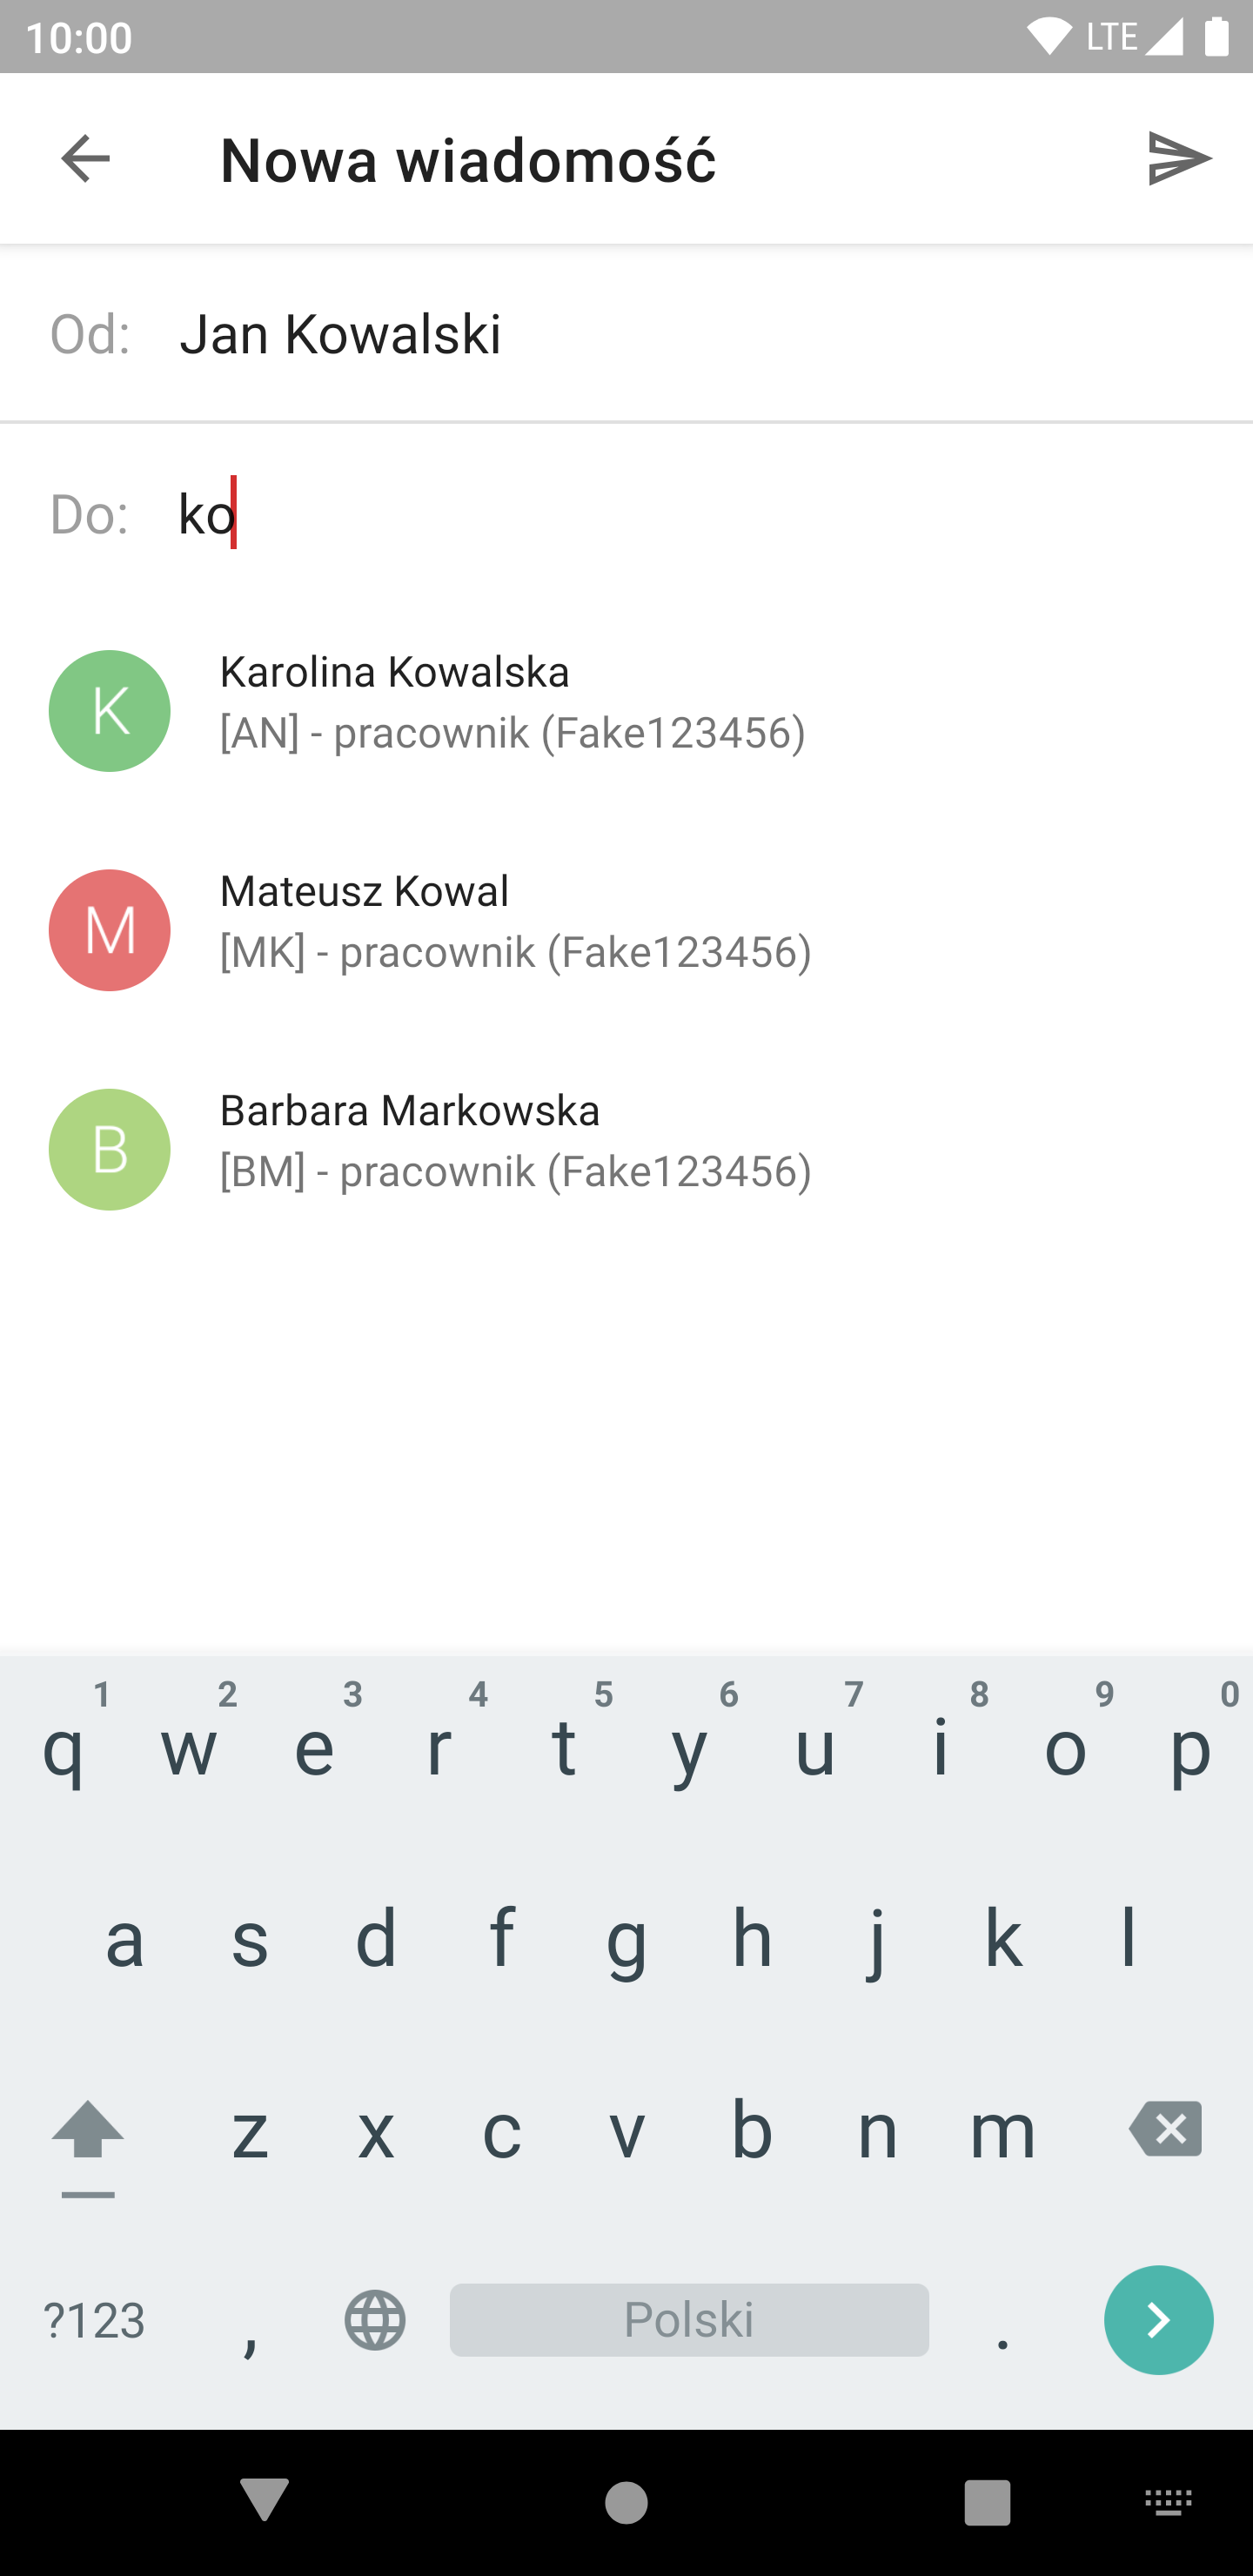 10:00 LTE
Nowa wiadomość
Od: Jan Kowalski
Do: ko
K
Karolina Kowalska
[AN] - pracownik (Fake123456)
M
Mateusz Kowal
[MK] - pracownik (Fake123456)
B
Barbara Markowska
[BM] - pracownik (Fake123456)
1 2 3 4 5 6 7 8 9 0
q w e r t y u i o p
a s d f g h j k l
z x c v b n m
?123 , Polski .